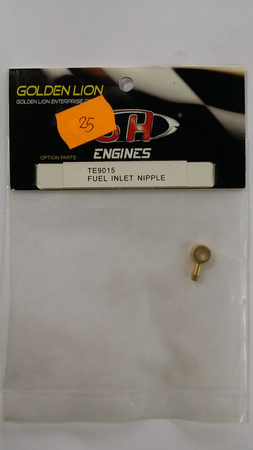 GOLDEN LION
GOLDEN LION ENTERPRISE
25
H
ENGINES
OPTION PARTS
TE9015
FUEL INLET NIPPLE